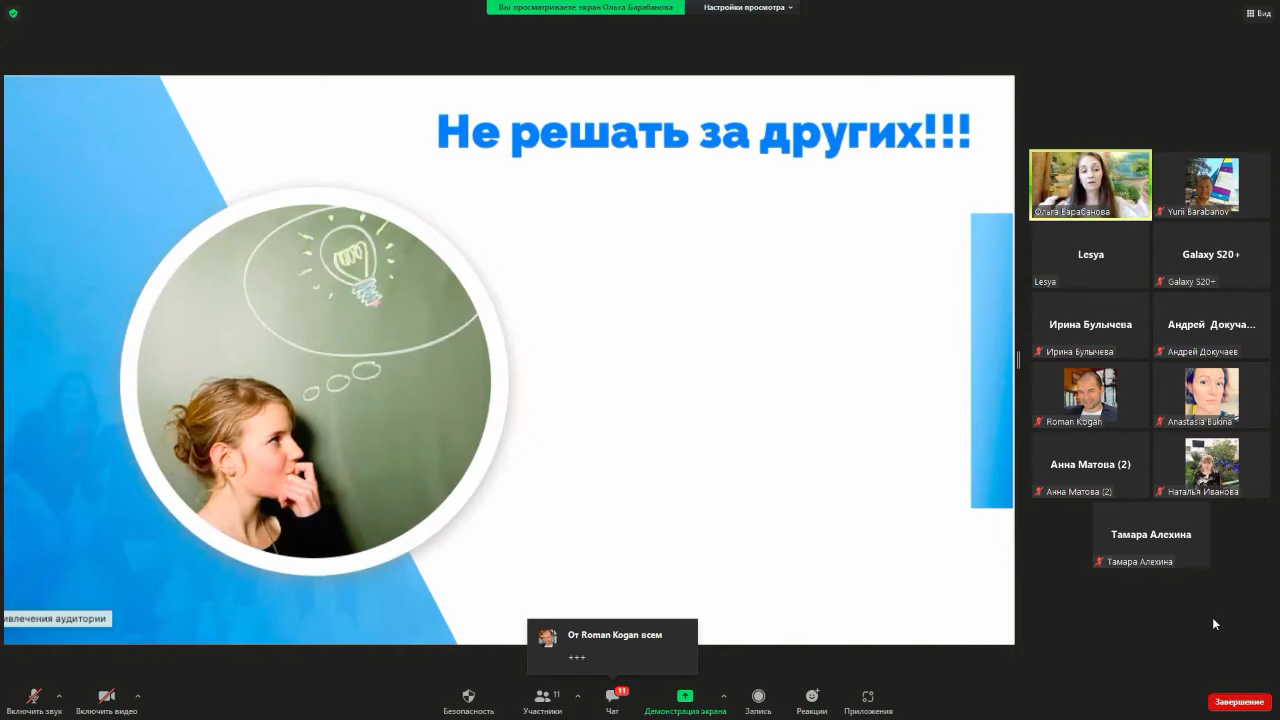 Вы просматриваете экран Ольга Барабанова
Настройки просмотра
Вид
Не решать за других!!!
ивлечения аудитории
Ольга Барабанова
Yurii Barabanov
Lesya
Lesya
Galaxy S20+
Galaxy S20+
Ирина Булычева
Ирина Булычева
Андрей Докуча...
Андрей Докучаев
Roman Kogan
Anastasia Bukina
Анна Матова (2)
Анна Матова (2)
Наталья Иванова
Тамара Алехина
Тамара Алехина
От Roman Kogan всем
+++
Включить звук
Включить видео
Безопасность
11
Участники
11
Чат
Демонстрация экрана
Запись
Реакции
Приложения
Завершение